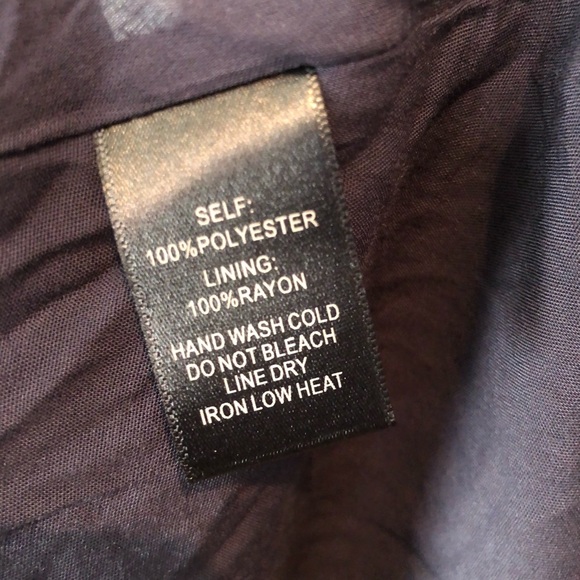 SELF:
100%POLYESTER
LINING:
100%RAYON
HAND WASH COLD
DO NOT BLEACH
LINE DRY
IRON LOW HEAT